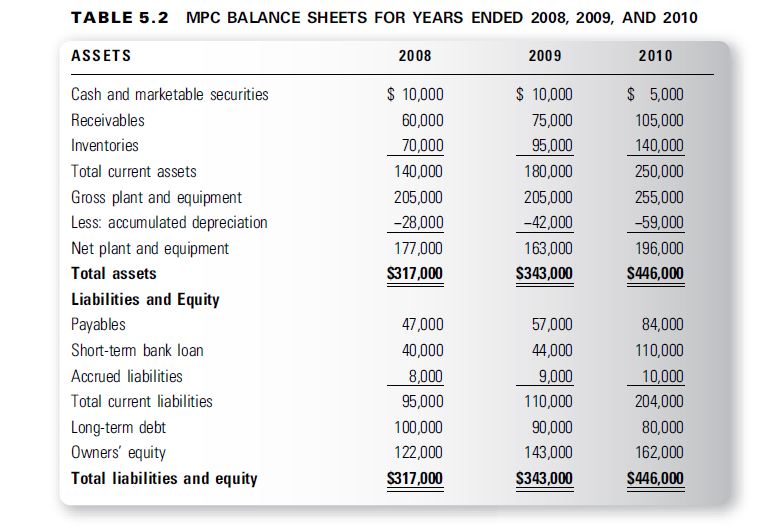 TABLE 5.2 MPC BALANCE SHEETS FOR YEARS ENDED 2008, 2009, AND 2010
ASSETS 2008 2009 2010
Cash and marketable securities $ 10,000 $ 10,000 $ 5,000
Receivables 60,000 75,000 105,000
Inventories 70,000 95,000 140,000
Total current assets 140,000 180,000 250,000
Gross plant and equipment 205,000 205,000 255,000
Less: accumulated depreciation –28,000 –42,000 –59,000
Net plant and equipment 177,000 163,000 196,000
Total assets $317,000 $343,000 $446,000
Liabilities and Equity
Payables 47,000 57,000 84,000
Short-term bank loan 40,000 44,000 110,000
Accrued liabilities 8,000 9,000 10,000
Total current liabilities 95,000 110,000 204,000
Long-term debt 100,000 90,000 80,000
Owners' equity 122,000 143,000 162,000
Total liabilities and equity $317,000 $343,000 $446,000